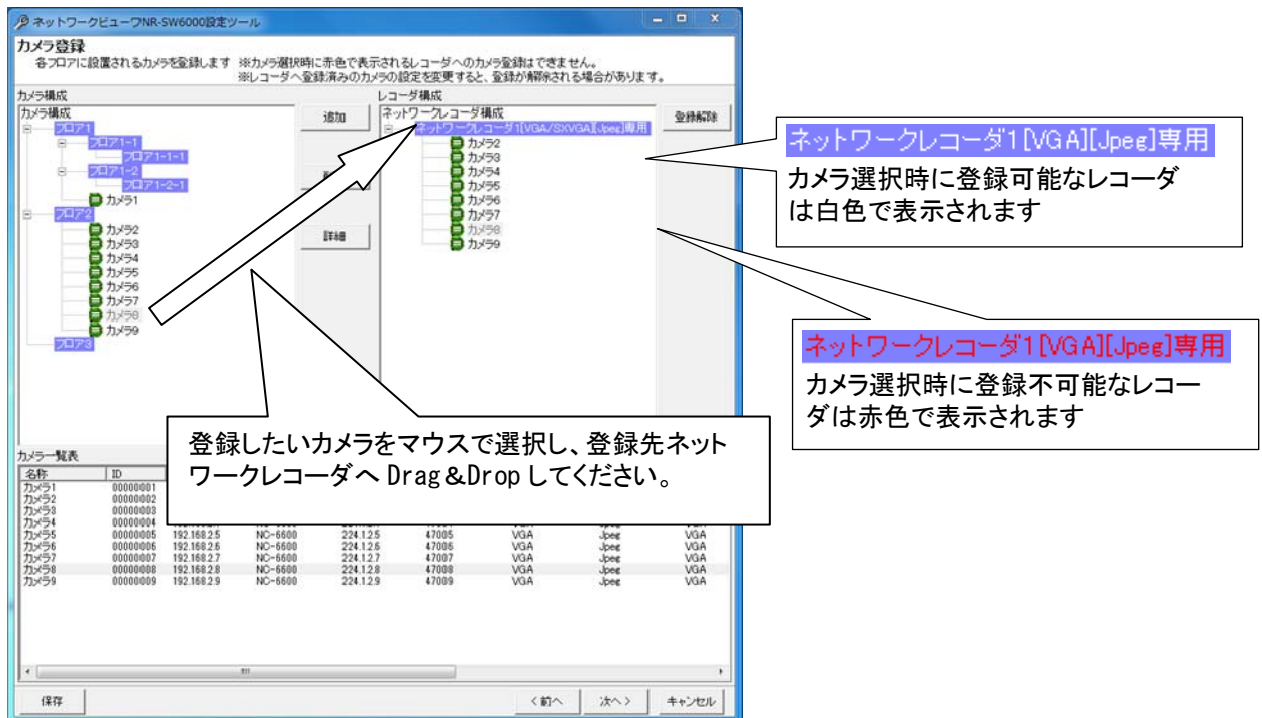 ネットワークビューワNR-SW6000設定ツール
カメラ登録
各フロアに設置されるカメラを登録します ※カメラ選択時に赤色で表示されるレコーダへのカメラ登録はできません。
※レコーダへ登録済みのカメラの設定を変更すると、登録が解除される場合があります。
カメラ構成
カメラ構成
フロア1
フロア1-1
フロア1-1-1
フロア1-2
フロア1-2-1
カメラ1
フロア2
カメラ2
カメラ3
カメラ4
カメラ5
カメラ6
カメラ7
カメラ8
カメラ9
フロア3
追加
詳細
レコーダ構成
ネットワークレコーダ構成
ネットワークレコーダ1[VGA/SXVGA][Jpeg]専用
カメラ2
カメラ3
カメラ4
カメラ5
カメラ6
カメラ7
カメラ8
カメラ9
登録解除
ネットワークレコーダ1[VGA][Jpeg]専用
カメラ選択時に登録可能なレコーダ
は白色で表示されます
ネットワークレコーダ1[VGA][Jpeg]専用
カメラ選択時に登録不可能なレコー
ダは赤色で表示されます
登録したいカメラをマウスで選択し、登録先ネット
ワークレコーダへ Drag&Drop してください。
カメラ一覧表
名称 ID
カメラ1 00000001
カメラ2 00000002
カメラ3 00000003
カメラ4 00000004
カメラ5 00000005 192.168.2.5 NC-6600 224.1.2.5 47005 VGA Jpeg VGA
カメラ6 00000006 192.168.2.6 NC-6600 224.1.2.6 47006 VGA Jpeg VGA
カメラ7 00000007 192.168.2.7 NC-6600 224.1.2.7 47007 VGA Jpeg VGA
カメラ8 00000008 192.168.2.8 NC-6600 224.1.2.8 47008 VGA Jpeg VGA
カメラ9 00000009 192.168.2.9 NC-6600 224.1.2.9 47009 VGA Jpeg VGA
保存 <前へ 次へ> キャンセル